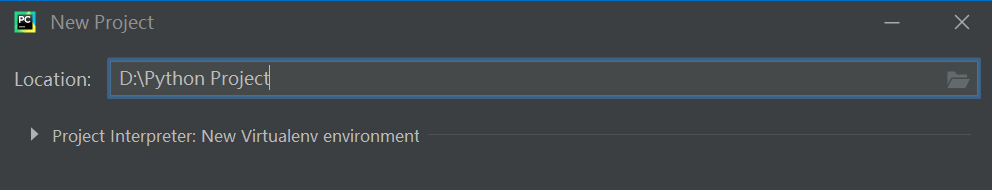 PC
New Project
Location: D:\Python Project
Project Interpreter: New Virtualenv environment